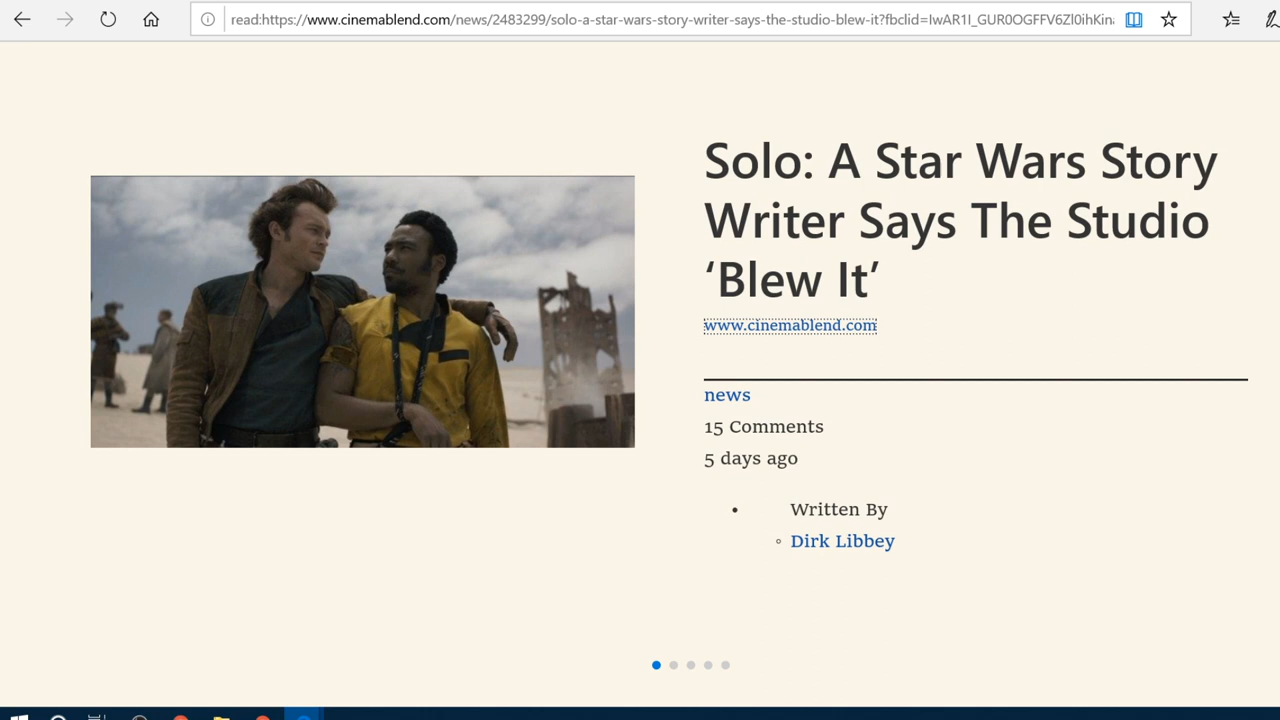 read:https://www.cinemablend.com/news/2483299/solo-a-star-wars-story-writer-says-the-studio-blew-it?fbclid=IwAR1I_GUR0OGFFV6Zl0ihKin
Solo: A Star Wars Story
Writer Says The Studio
‘Blew It’
www.cinemablend.com
news
15 Comments
5 days ago
• Written By
◦ Dirk Libbey